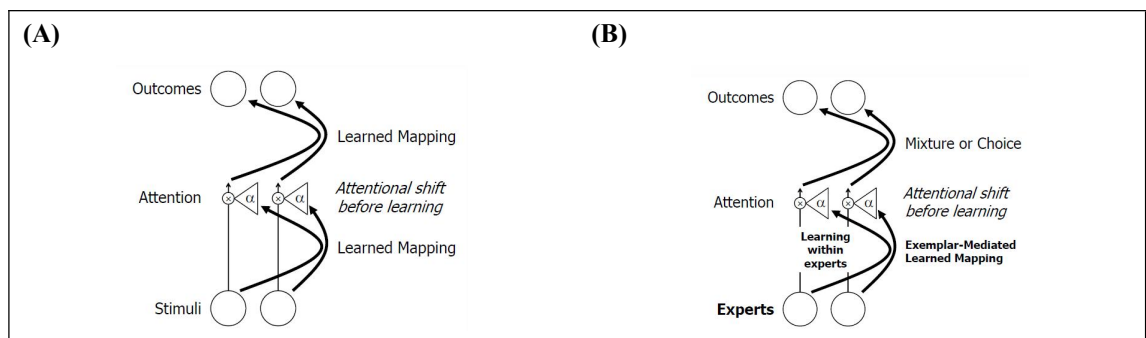 (A)
Outcomes
Learned Mapping
Attention
× α × α
Attentional shift
before learning
Learned Mapping
Stimuli
(B)
Outcomes
Mixture or Choice
Attention
× α × α
Attentional shift
before learning
Learning
within
experts
Exemplar-Mediated
Learned Mapping
Experts